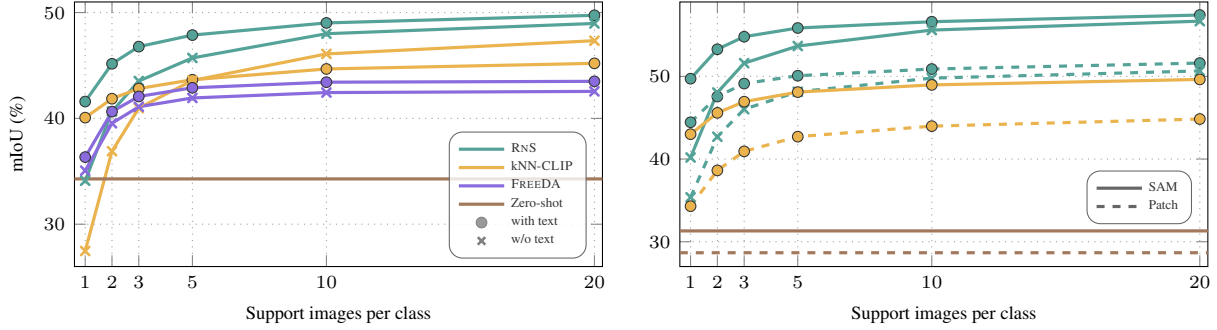 mIoU (%)
50
40
30
1 2 3 5 10 20
Support images per class
RNS
kNN-CLIP
FREEDA
Zero-shot
with text
w/o text
50
40
30
1 2 3 5 10 20
Support images per class
SAM
Patch